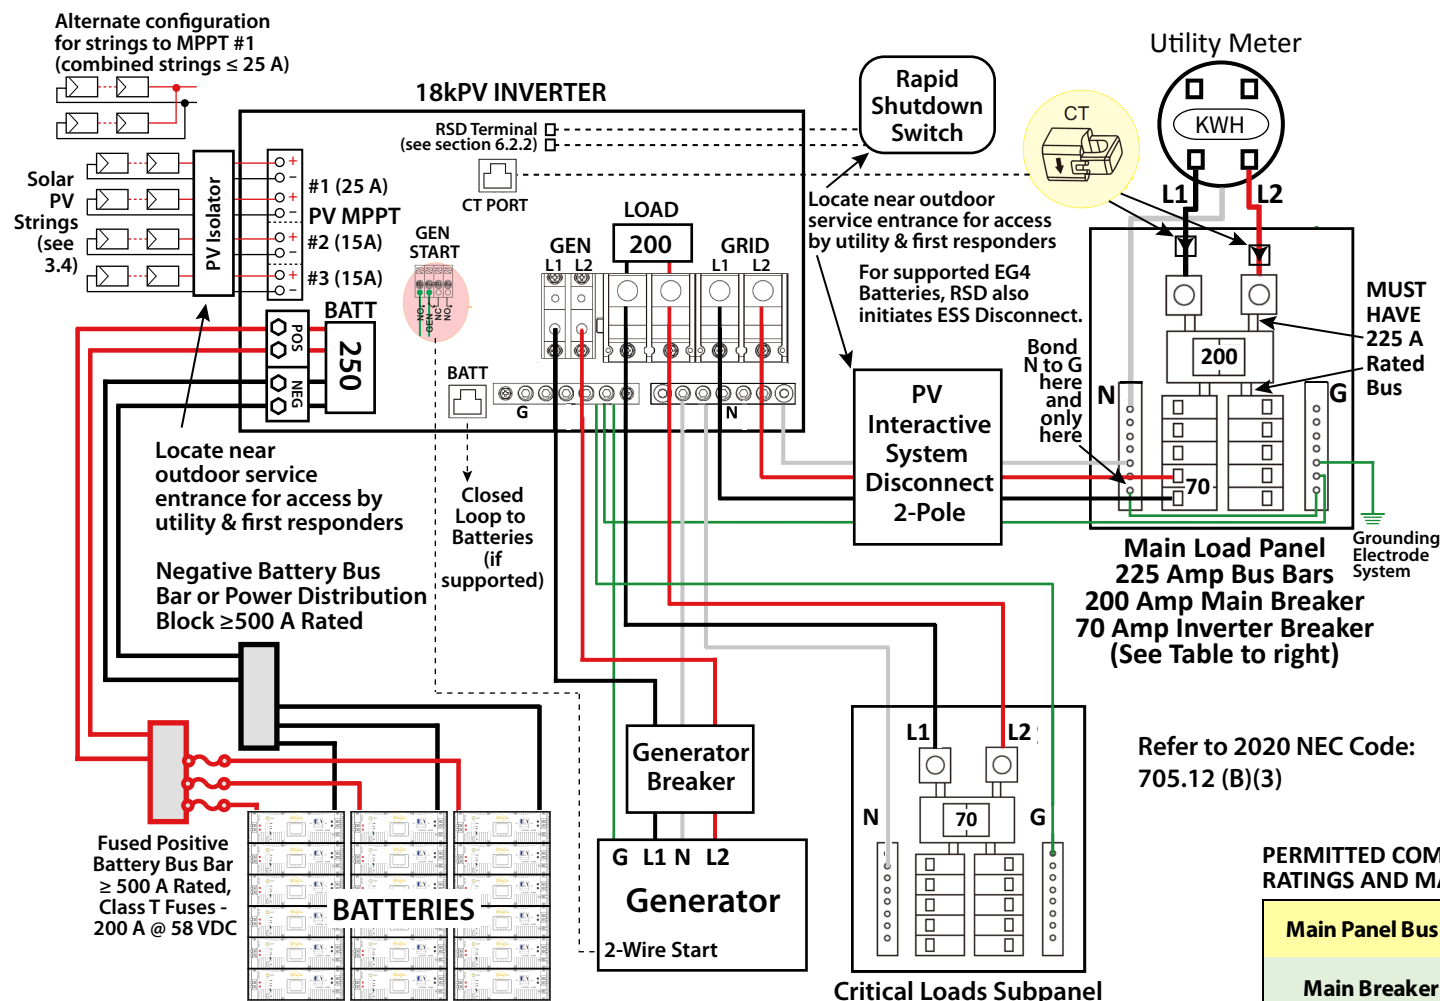 Alternate configuration
for strings to MPPT #1
(combined strings ≤ 25 A)
18kPV INVERTER
RSD Terminal
(see section 6.2.2)
CT PORT
Rapid
Shutdown
Switch
CT
Utility Meter
KWH
L1
L2
Solar
PV
Strings
(see
3.4)
PV Isolator
+
−
+
−
+
−
+
−
#1 (25 A)
PV MPPT
#2 (15A)
#3 (15A)
BATT
POS
NEG
250
GEN
START
NO
GEN
NC
NO
BATT
GEN
L1 L2
LOAD
200
GRID
L1 L2
G
N
Locate near outdoor
service entrance for access
by utility & first responders
For supported EG4
Batteries, RSD also
initiates ESS Disconnect.
Bond
N to G
here
and
only
here
MUST
HAVE
225 A
Rated
Bus
200
N
G
70
PV
Interactive
System
Disconnect
2-Pole
Grounding
Electrode
System
Main Load Panel
225 Amp Bus Bars
200 Amp Main Breaker
70 Amp Inverter Breaker
(See Table to right)
Locate near
outdoor service
entrance for access by
utility & first responders
Closed
Loop to
Batteries
(if
supported)
Negative Battery Bus
Bar or Power Distribution
Block ≥500 A Rated
Fused Positive
Battery Bus Bar
≥ 500 A Rated,
Class T Fuses -
200 A @ 58 VDC
BATTERIES
Generator
Breaker
G L1 N L2
Generator
2-Wire Start
L1
L2
N
70
G
Critical Loads Subpanel
Refer to 2020 NEC Code:
705.12 (B)(3)
PERMITTED COM
RATINGS AND MA
Main Panel Bus
Main Breaker